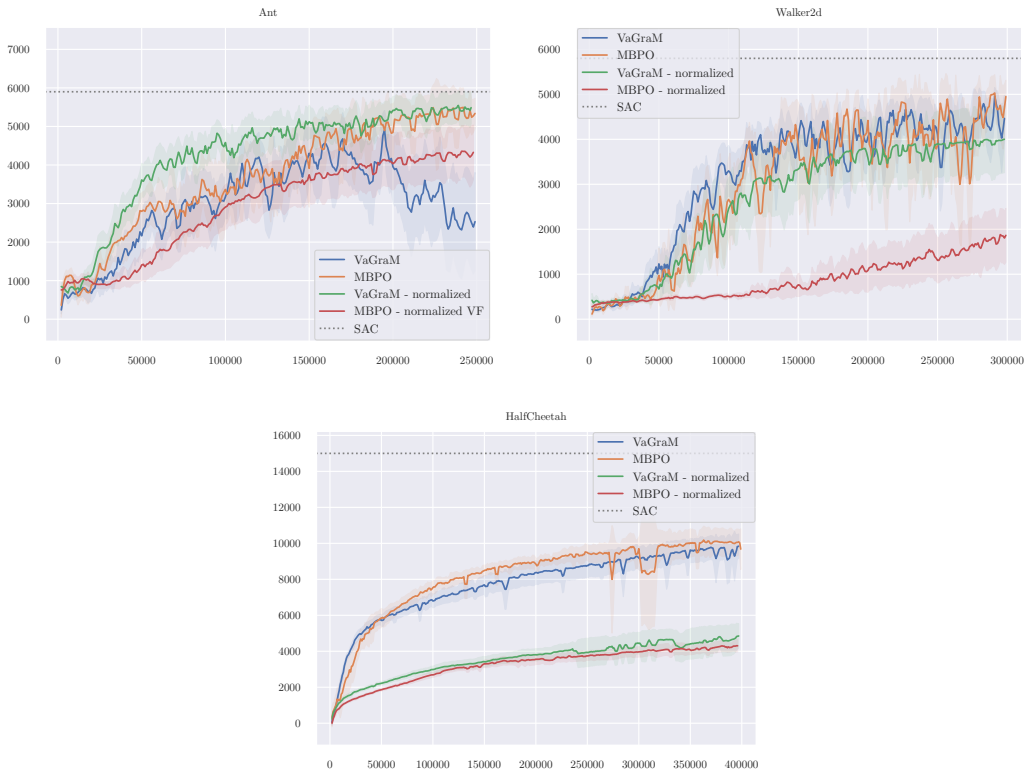 Ant
7000
6000
5000
4000
3000
2000
1000
0
VaGraM
MBPO
VaGraM - normalized
MBPO - normalized VF
SAC
0 50000 100000 150000 200000 250000
Walker2d
6000
5000
4000
3000
2000
1000
0
VaGraM
MBPO
VaGraM - normalized
MBPO - normalized
SAC
0 50000 100000 150000 200000 250000 300000
HalfCheetah
16000
14000
12000
10000
8000
6000
4000
2000
0
VaGraM
MBPO
VaGraM - normalized
MBPO - normalized
SAC
0 50000 100000 150000 200000 250000 300000 350000 400000